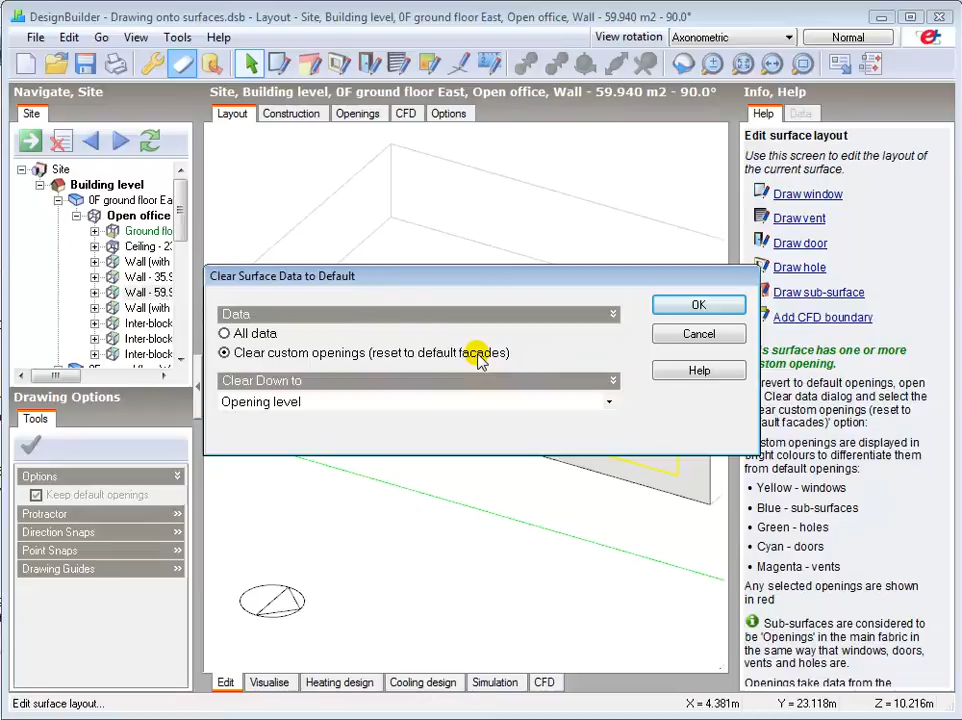 DesignBuilder - Drawing onto surfaces.dsb - Layout - Site, Building level, 0F ground floor East, Open office, Wall - 59.940 m2 - 90.0°
File Edit Go View Tools Help
View rotation Axonometric Normal
Navigate, Site
Site, Building level, 0F ground floor East, Open office, Wall - 59.940 m2 - 90.0°
Info, Help
Site
Layout Construction Openings CFD Options
Help Data
Site
Building level
0F ground floor Ea
Open office
Ground flo
Ceiling - 23
Wall (with
Wall - 35.9
Wall - 59.9
Wall (with
Inter-block
Inter-block
Inter-block
Drawing Options
Tools
Options
Keep default openings
Protractor
Direction Snaps
Point Snaps
Drawing Guides
Clear Surface Data to Default
Data
All data
Clear custom openings (reset to default facades)
Clear Down to
Opening level
OK
Cancel
Help
Edit surface layout
Use this screen to edit the layout
of the current surface.
Draw window
Draw vent
Draw door
Draw hole
Draw sub-surface
Add CFD boundary
s surface has one or more
stom opening.
revert to default openings, open
Clear data dialog and select the
ear custom openings (reset to
fault facades)' option:
stom openings are displayed in
ght colours to differentiate them
from default openings:
• Yellow - windows
• Blue - sub-surfaces
• Green - holes
• Cyan - doors
• Magenta - vents
Any selected openings are shown
in red
Sub-surfaces are considered to
be 'Openings' in the main fabric in
the same way that windows, doors,
vents and holes are.
Openings take data from the
Edit Visualise Heating design Cooling design Simulation CFD
Edit surface layout...
X = 4.381m Y = 23.118m Z = 10.216m